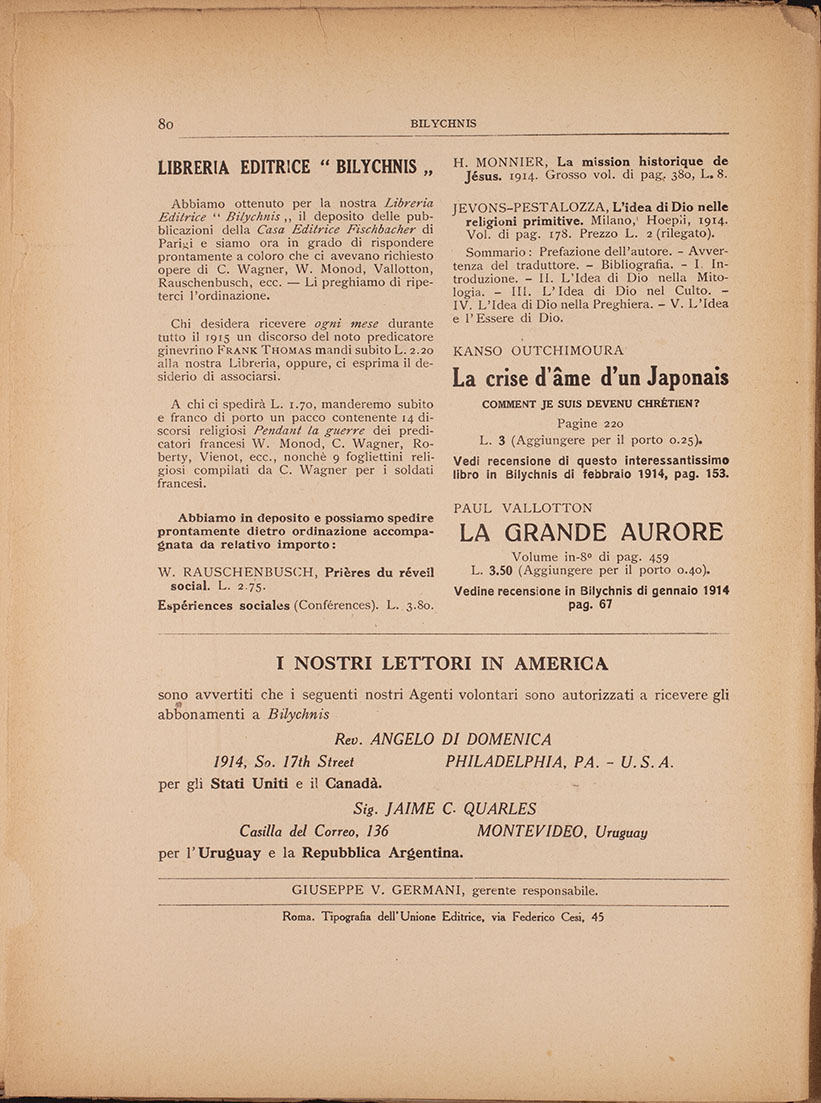 80
BILYCHNIS
LIBRERIA EDITRICE “ BILYCHNIS „
Abbiamo ottenuto per la nostra Libreria
Editrice “ Bilychnis „ il deposito delle pub-
blicazioni della Casa Editrice Fischbacher di
Parigi e siamo ora in grado di rispondere
prontamente a coloro che ci avevano richiesto
opere di C. Wagner, W. Monod, Vallotton,
Rauschenbusch, ecc. — Li preghiamo di ripe-
terci l'ordinazione.
Chi desidera ricevere ogni mese durante
tutto il 1915 un discorso del noto predicatore
ginevrino FRANK THOMAS mandi subito L. 2.20
alla nostra Libreria, oppure, ci esprima il de-
siderio di associarsi.
A chi ci spedirà L. 1.70, manderemo subito
e franco di porto un pacco contenente 14 di-
scorsi religiosi Pendant la guerre dei predi-
catori francesi W. Monod, C. Wagner, Ro-
berty, Vienot, ecc., nonchè 9 fogliettini reli-
giosi compilati da C. Wagner per i soldati
francesi.
Abbiamo in deposito e possiamo spedire
prontamente dietro ordinazione accompa-
gnata da relativo importo:
W. RAUSCHENBUSCH, Prières du réveil
social. L. 2.75.
Espériences sociales (Conférences). L. 3.80.
H. MONNIER, La mission historique de
Jésus. 1914. Grosso vol. di pag. 380, L. 8.
JEVONS-PESTALOZZA, L'idea di Dio nelle
religioni primitive. Milano, Hoepli, 1914.
Vol. di pag. 178. Prezzo L. 2 (rilegato).
Sommario: Prefazione dell'autore. – Avver-
tenza del traduttore. – Bibliografia. – I. In-
troduzione. – II. L'Idea di Dio nella Mito-
logia. – III. L'Idea di Dio nel Culto. –
IV. L'Idea di Dio nella Preghiera. – V. L'Idea
e l'Essere di Dio.
KANSO OUTCHIMOURA
La crise d'âme d'un Japonais
COMMENT JE SUIS DEVENU CHRÉTIEN?
Pagine 220
L. 3 (Aggiungere per il porto 0.25).
Vedi recensione di questo interessantissimo
libro in Bilychnis di febbraio 1914, pag. 153.
PAUL VALLOTTON
LA GRANDE AURORE
Volume in-8º di pag. 459
L. 3.50 (Aggiungere per il porto 0.40).
Vedine recensione in Bilychnis di gennaio 1914
pag. 67
I NOSTRI LETTORI IN AMERICA
sono avvertiti che i seguenti nostri Agenti volontari sono autorizzati a ricevere gli
abbonamenti a Bilychnis
Rev. ANGELO DI DOMENICA
1914, So. 17th Street PHILADELPHIA, PA. – U. S. A.
per gli Stati Uniti e il Canadà.
Sig. JAIME C. QUARLES
Casilla del Correo, 136 MONTEVIDEO, Uruguay
per l'Uruguay e la Repubblica Argentina.
GIUSEPPE V. GERMANI, gerente responsabile.
Roma. Tipografia dell'Unione Editrice, via Federico Cesi, 45